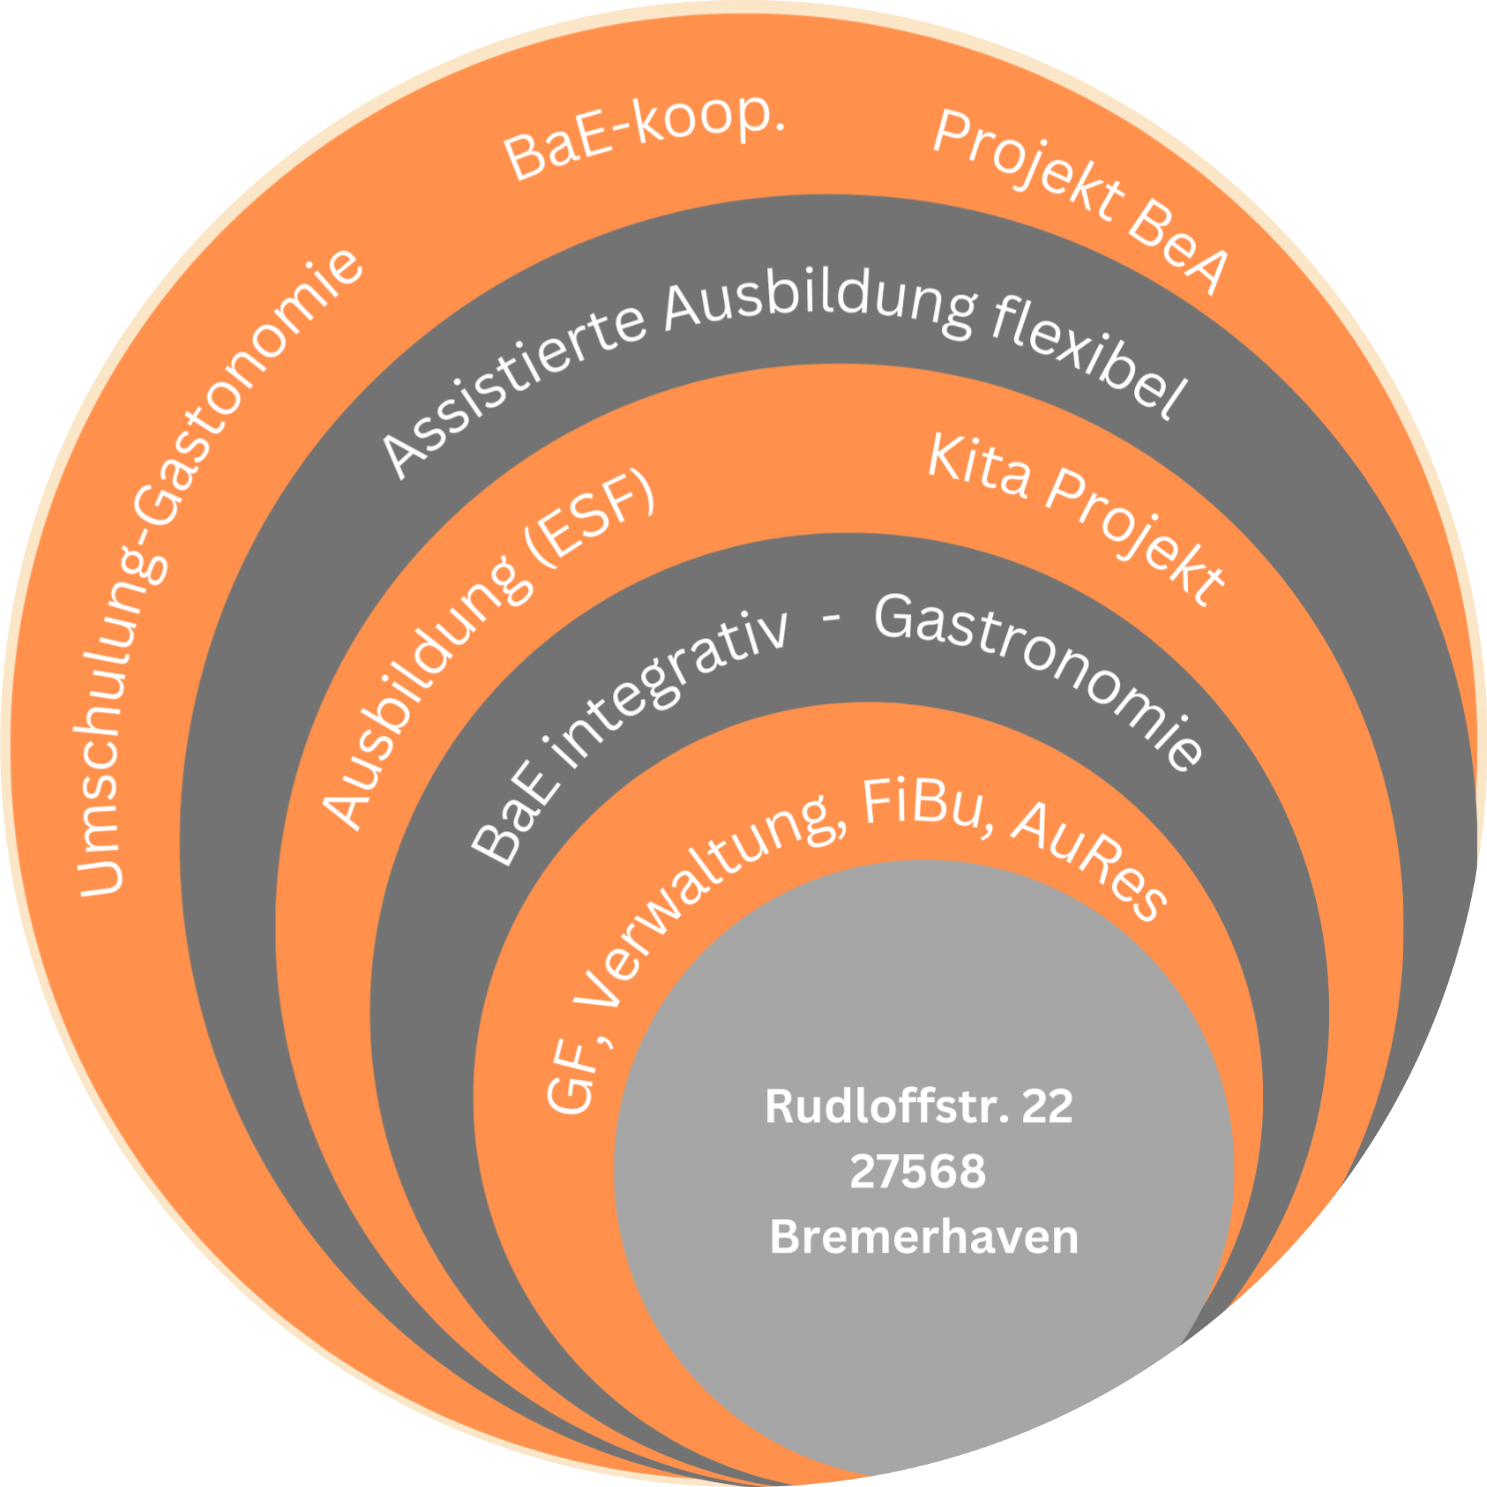 BaE-koop.
Projekt BeA
Umschulung-Gastonomie
Assistierte Ausbildung flexibel
Ausbildung (ESF)
Kita Projekt
BaE integrativ - Gastronomie
GF, Verwaltung, FiBu, AuRes
Rudloffstr. 22
27568
Bremerhaven